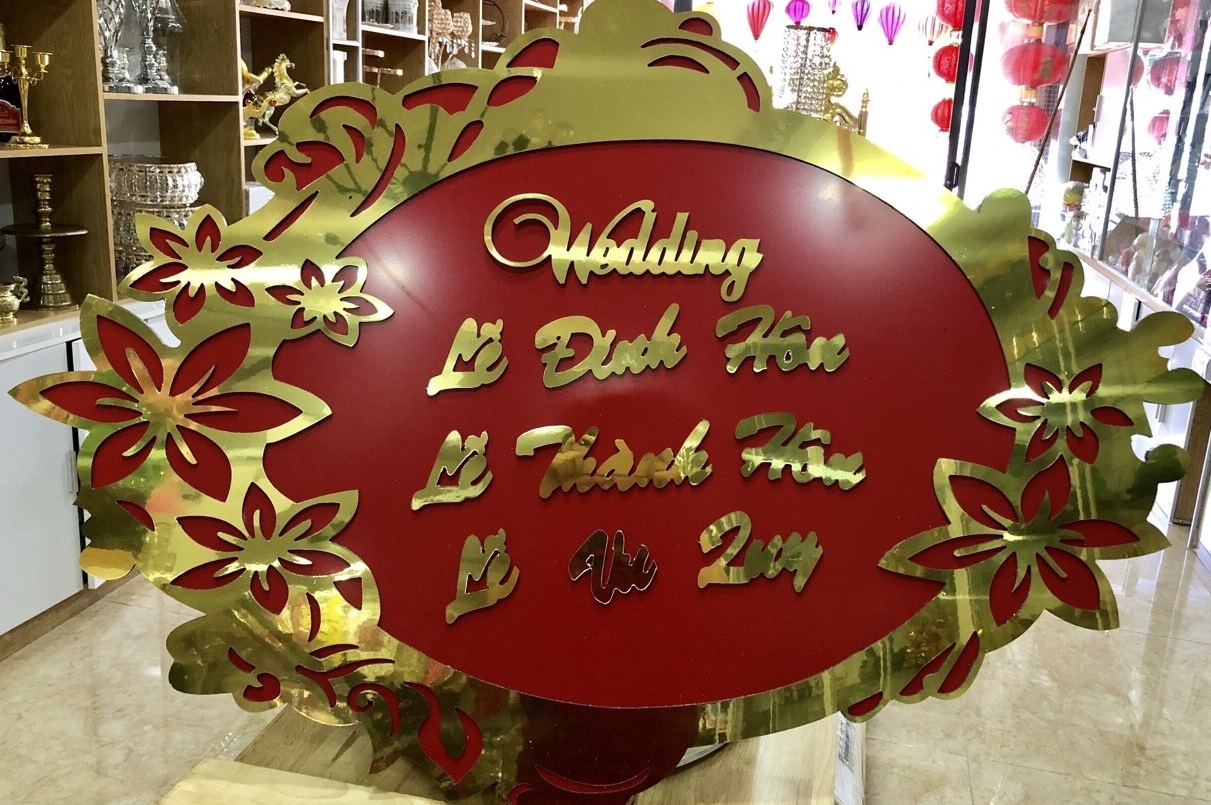 Wedding
Lễ Đính Hôn
Lễ Thành Hôn
Lễ Vu Quy